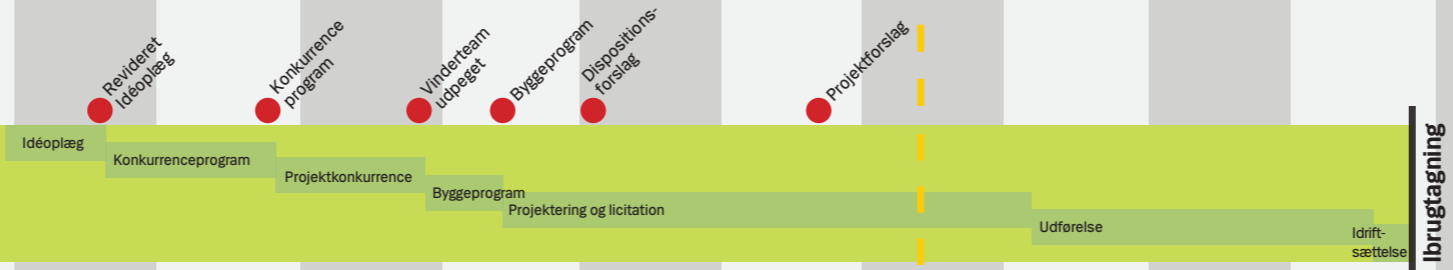 Revideret
Idéoplæg
Konkurrence
program
Vinderteam
udpeget
Byggeprogram
Dispositions-
forslag
Projektforslag
Idéoplæg
Konkurrenceprogram
Projektkonkurrence
Byggeprogram
Projektering og licitation
Udførelse
Idrift-
sættelse
Ibrugtagning